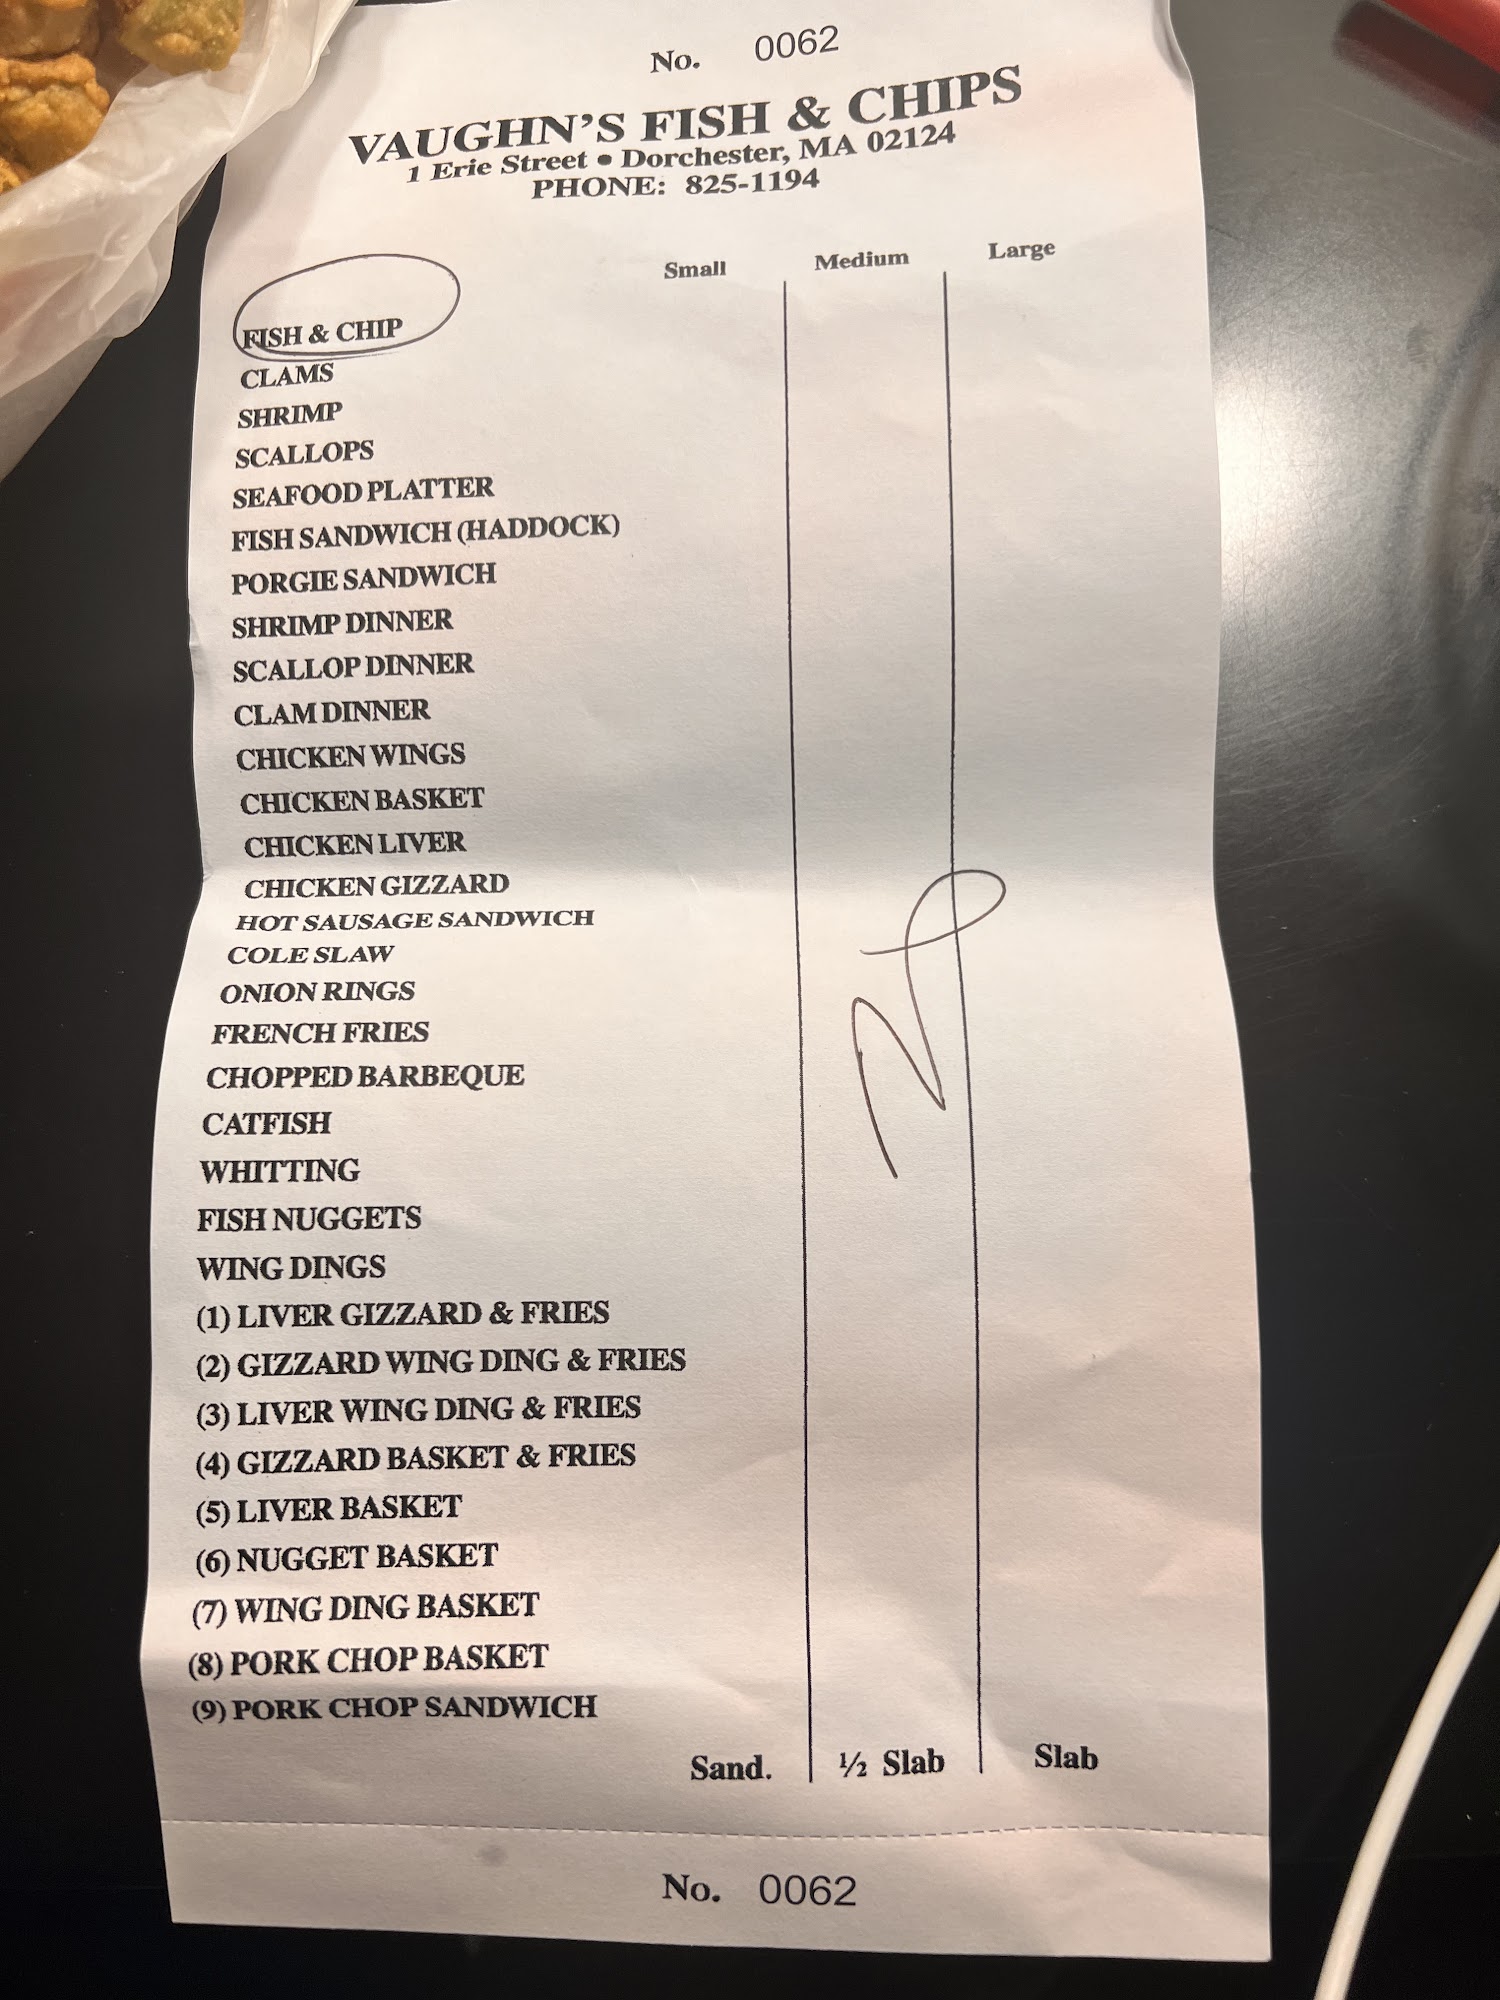 No. 0062
VAUGHN'S FISH & CHIPS
1 Erie Street • Dorchester, MA 02124
PHONE: 825-1194
Small Medium Large
FISH & CHIP
CLAMS
SHRIMP
SCALLOPS
SEAFOOD PLATTER
FISH SANDWICH (HADDOCK)
PORGIE SANDWICH
SHRIMP DINNER
SCALLOP DINNER
CLAM DINNER
CHICKEN WINGS
CHICKEN BASKET
CHICKEN LIVER
CHICKEN GIZZARD
HOT SAUSAGE SANDWICH
COLE SLAW
ONION RINGS
FRENCH FRIES
CHOPPED BARBEQUE
CATFISH
WHITTING
FISH NUGGETS
WING DINGS
(1) LIVER GIZZARD & FRIES
(2) GIZZARD WING DING & FRIES
(3) LIVER WING DING & FRIES
(4) GIZZARD BASKET & FRIES
(5) LIVER BASKET
(6) NUGGET BASKET
(7) WING DING BASKET
(8) PORK CHOP BASKET
(9) PORK CHOP SANDWICH
Sand. ½ Slab Slab
No. 0062